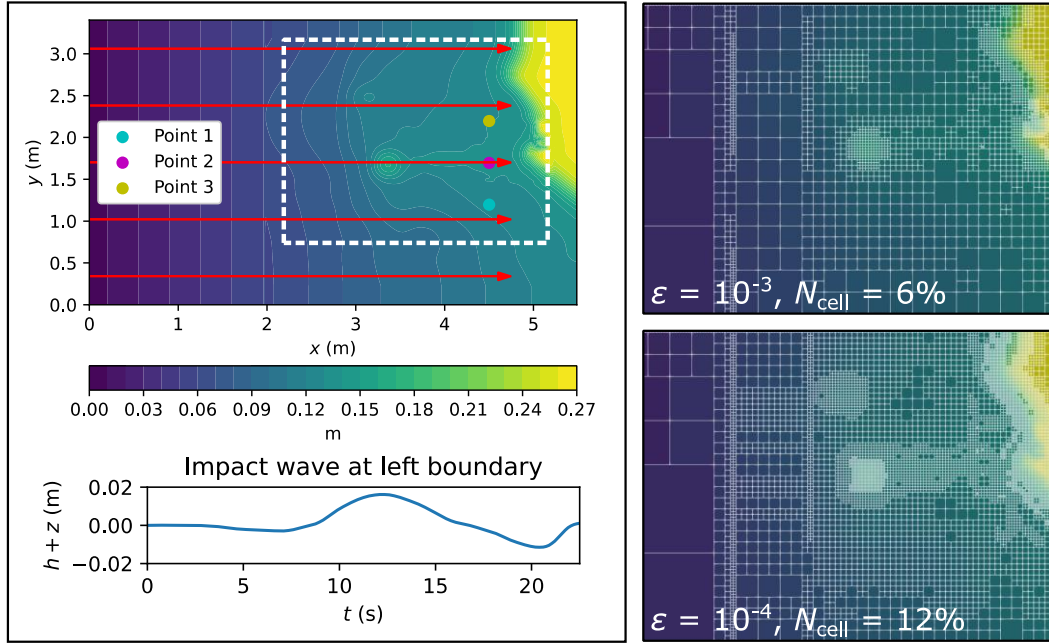 3.0
2.5
2.0
1.5
1.0
0.5
0.0
y (m)
Point 1
Point 2
Point 3
0 1 2 3 4 5
x (m)
0.00 0.03 0.06 0.09 0.12 0.15 0.18 0.21 0.24 0.27
m
Impact wave at left boundary
0.02
0.00
−0.02
h + z (m)
0 5 10 15 20
t (s)
ε = 10⁻³, N_cell = 6%
ε = 10⁻⁴, N_cell = 12%